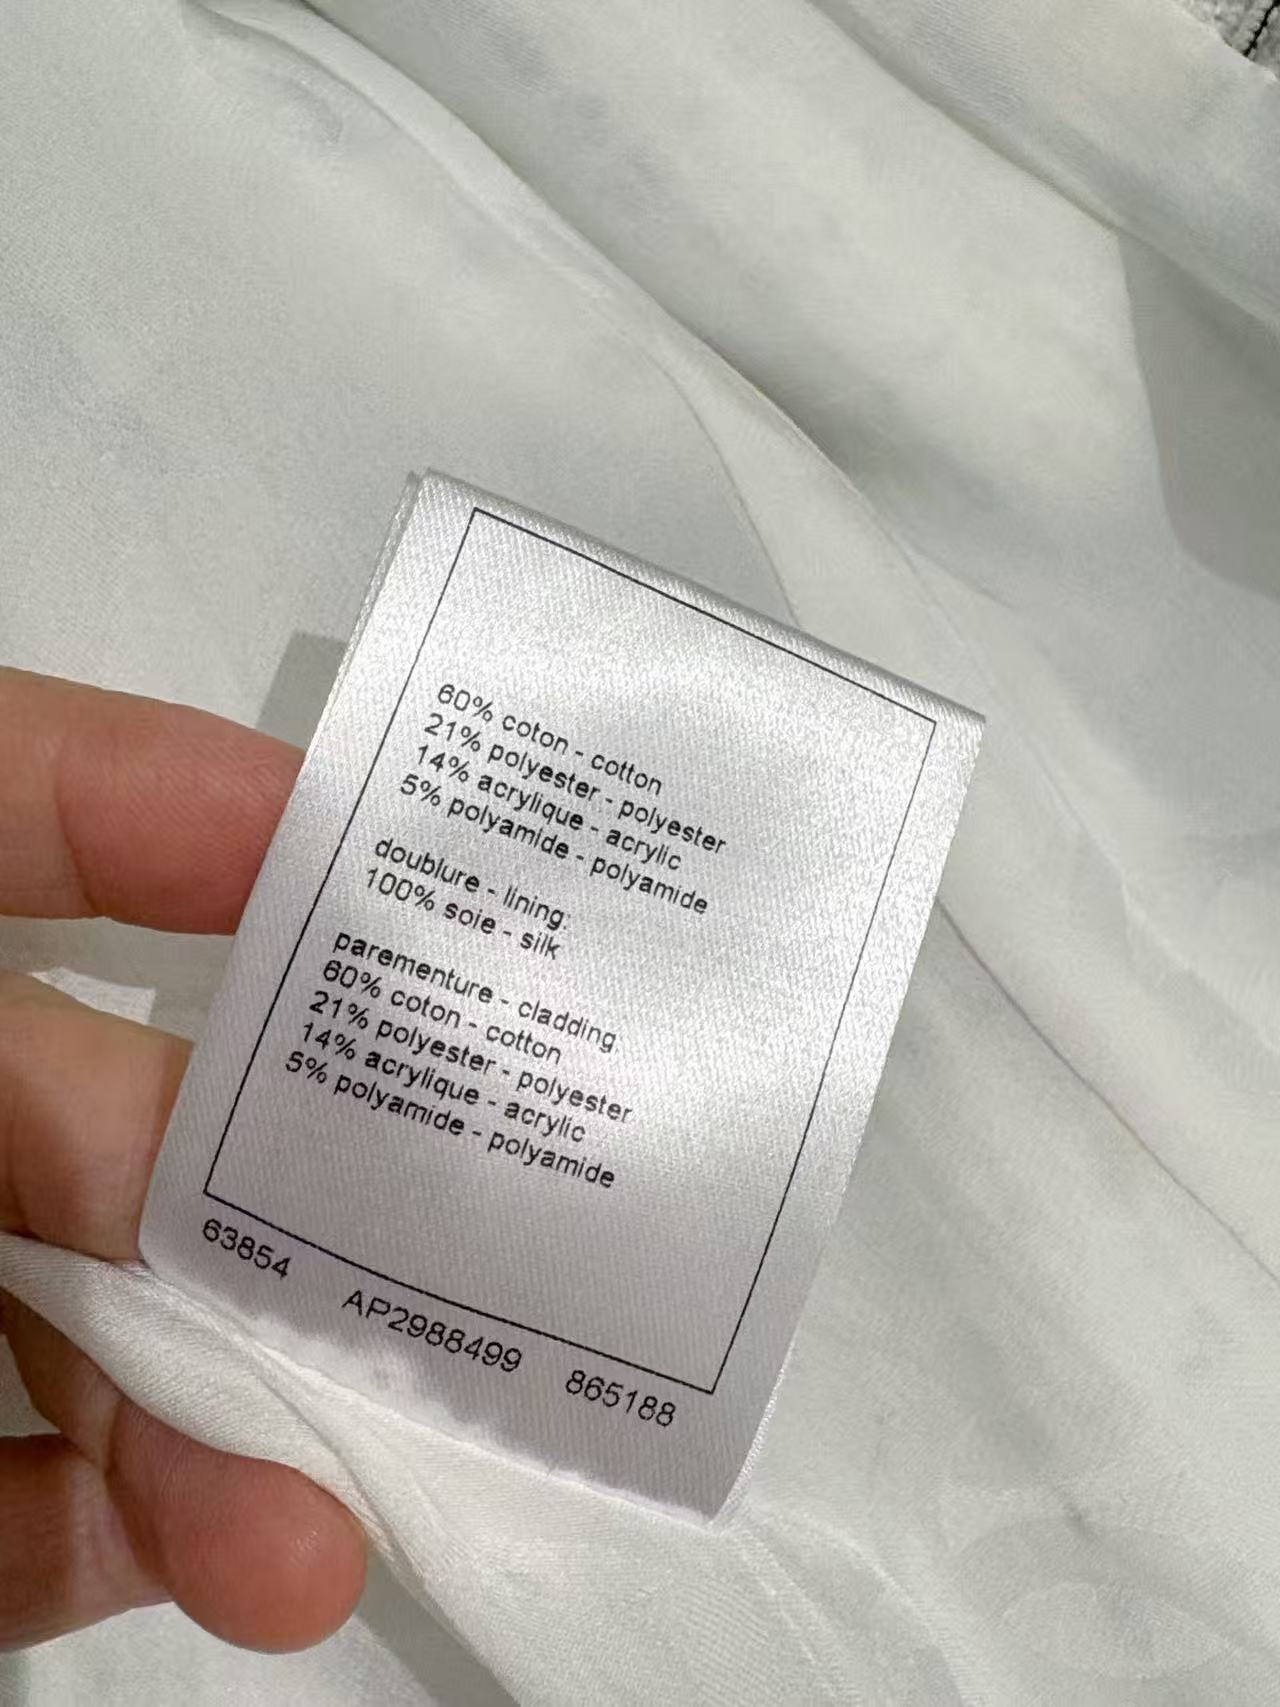 60% coton - cotton
21% polyester - polyester
14% acrylique - acrylic
5% polyamide - polyamide
doublure - lining:
100% soie - silk
parementure - cladding:
60% coton - cotton
21% polyester - polyester
14% acrylique - acrylic
5% polyamide - polyamide
63854 AP2988499 865188